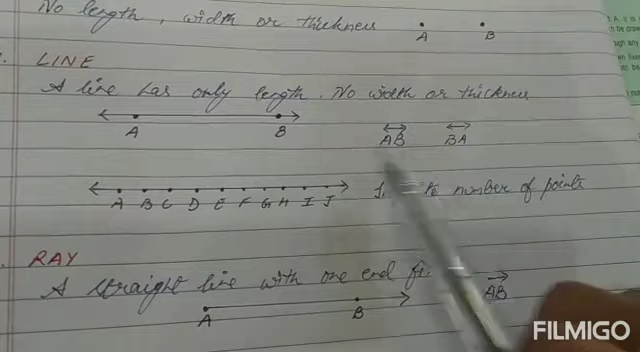 No length, width or thickness
A B
LINE
A line has only length. No width or thickness
A B
AB BA
A B C D E F G H I J
number of points
RAY
A straight line with one end
AB
A B
FILMIGO